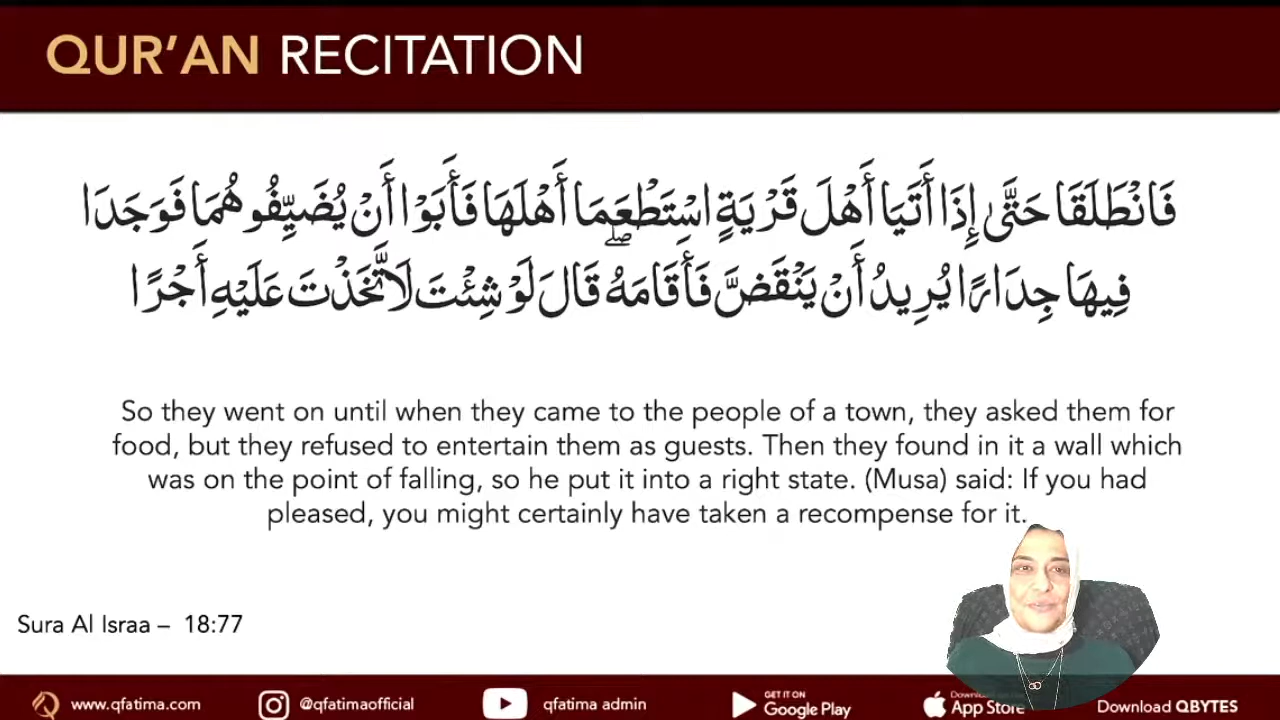 QUR’AN RECITATION
فَانْطَلَقَا حَتَّىٰ إِذَا أَتَيَا أَهْلَ قَرْيَةٍ اسْتَطْعَمَا أَهْلَهَا فَأَبَوْا أَنْ يُضَيِّفُوهُمَا فَوَجَدَا
فِيهَا جِدَارًا يُرِيدُ أَنْ يَنْقَضَّ فَأَقَامَهُ ۖ قَالَ لَوْ شِئْتَ لَاتَّخَذْتَ عَلَيْهِ أَجْرًا
So they went on until when they came to the people of a town, they asked them for
food, but they refused to entertain them as guests. Then they found in it a wall which
was on the point of falling, so he put it into a right state. (Musa) said: If you had
pleased, you might certainly have taken a recompense for it.
Sura Al Israa – 18:77
www.qfatima.com
@qfatimaofficial
qfatima admin
GET IT ON
Google Play
App Store
Download QBYTES